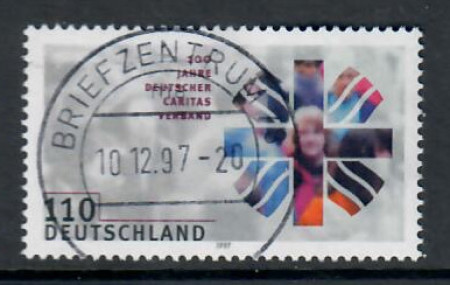 BRIEFZENTRUM
100
JAHRE
DEUTSCHER
CARITAS
VERBAND
10.12.97-20
110
DEUTSCHLAND
1997